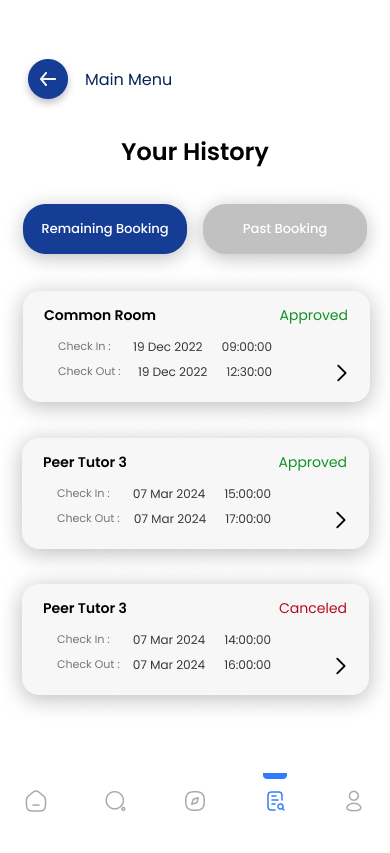 Main Menu
Your History
Remaining Booking Past Booking
Common Room Approved
Check In : 19 Dec 2022 09:00:00
Check Out : 19 Dec 2022 12:30:00
Peer Tutor 3 Approved
Check In : 07 Mar 2024 15:00:00
Check Out : 07 Mar 2024 17:00:00
Peer Tutor 3 Canceled
Check In : 07 Mar 2024 14:00:00
Check Out : 07 Mar 2024 16:00:00